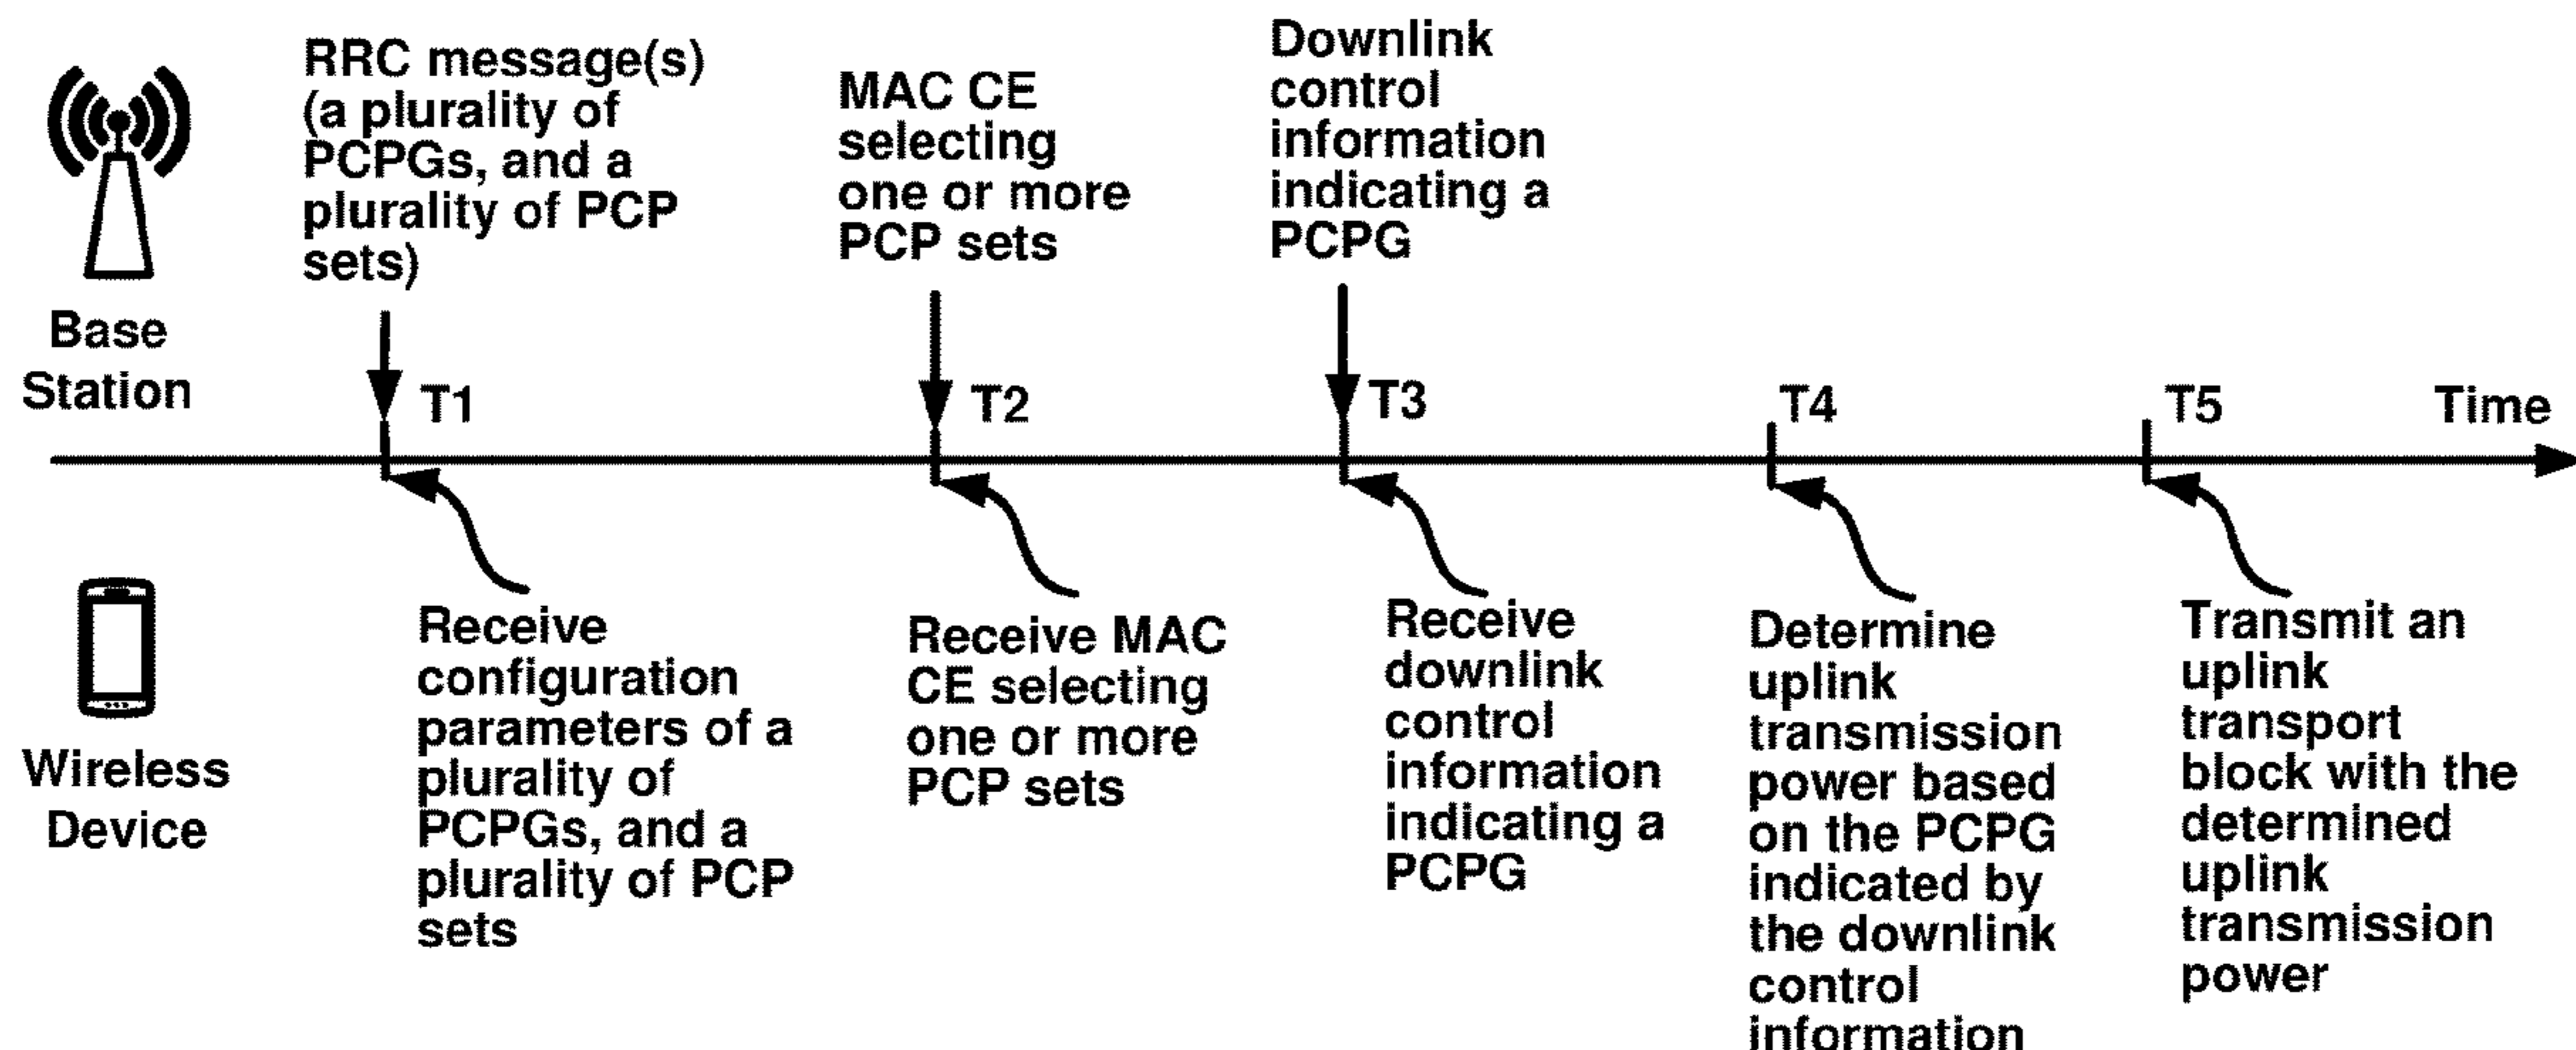 RRC message(s)
(a plurality of
PCPGs, and a
plurality of PCP
sets)
MAC CE
selecting
one or more
PCP sets
Downlink
control
information
indicating a
PCPG
Base
Station
T1
T2
T3
T4
T5
Time
Wireless
Device
Receive
configuration
parameters of a
plurality of
PCPGs, and a
plurality of PCP
sets
Receive MAC
CE selecting
one or more
PCP sets
Receive
downlink
control
information
indicating a
PCPG
Determine
uplink
transmission
power based
on the PCPG
indicated by
the downlink
control
information
Transmit an
uplink
transport
block with the
determined
uplink
transmission
power